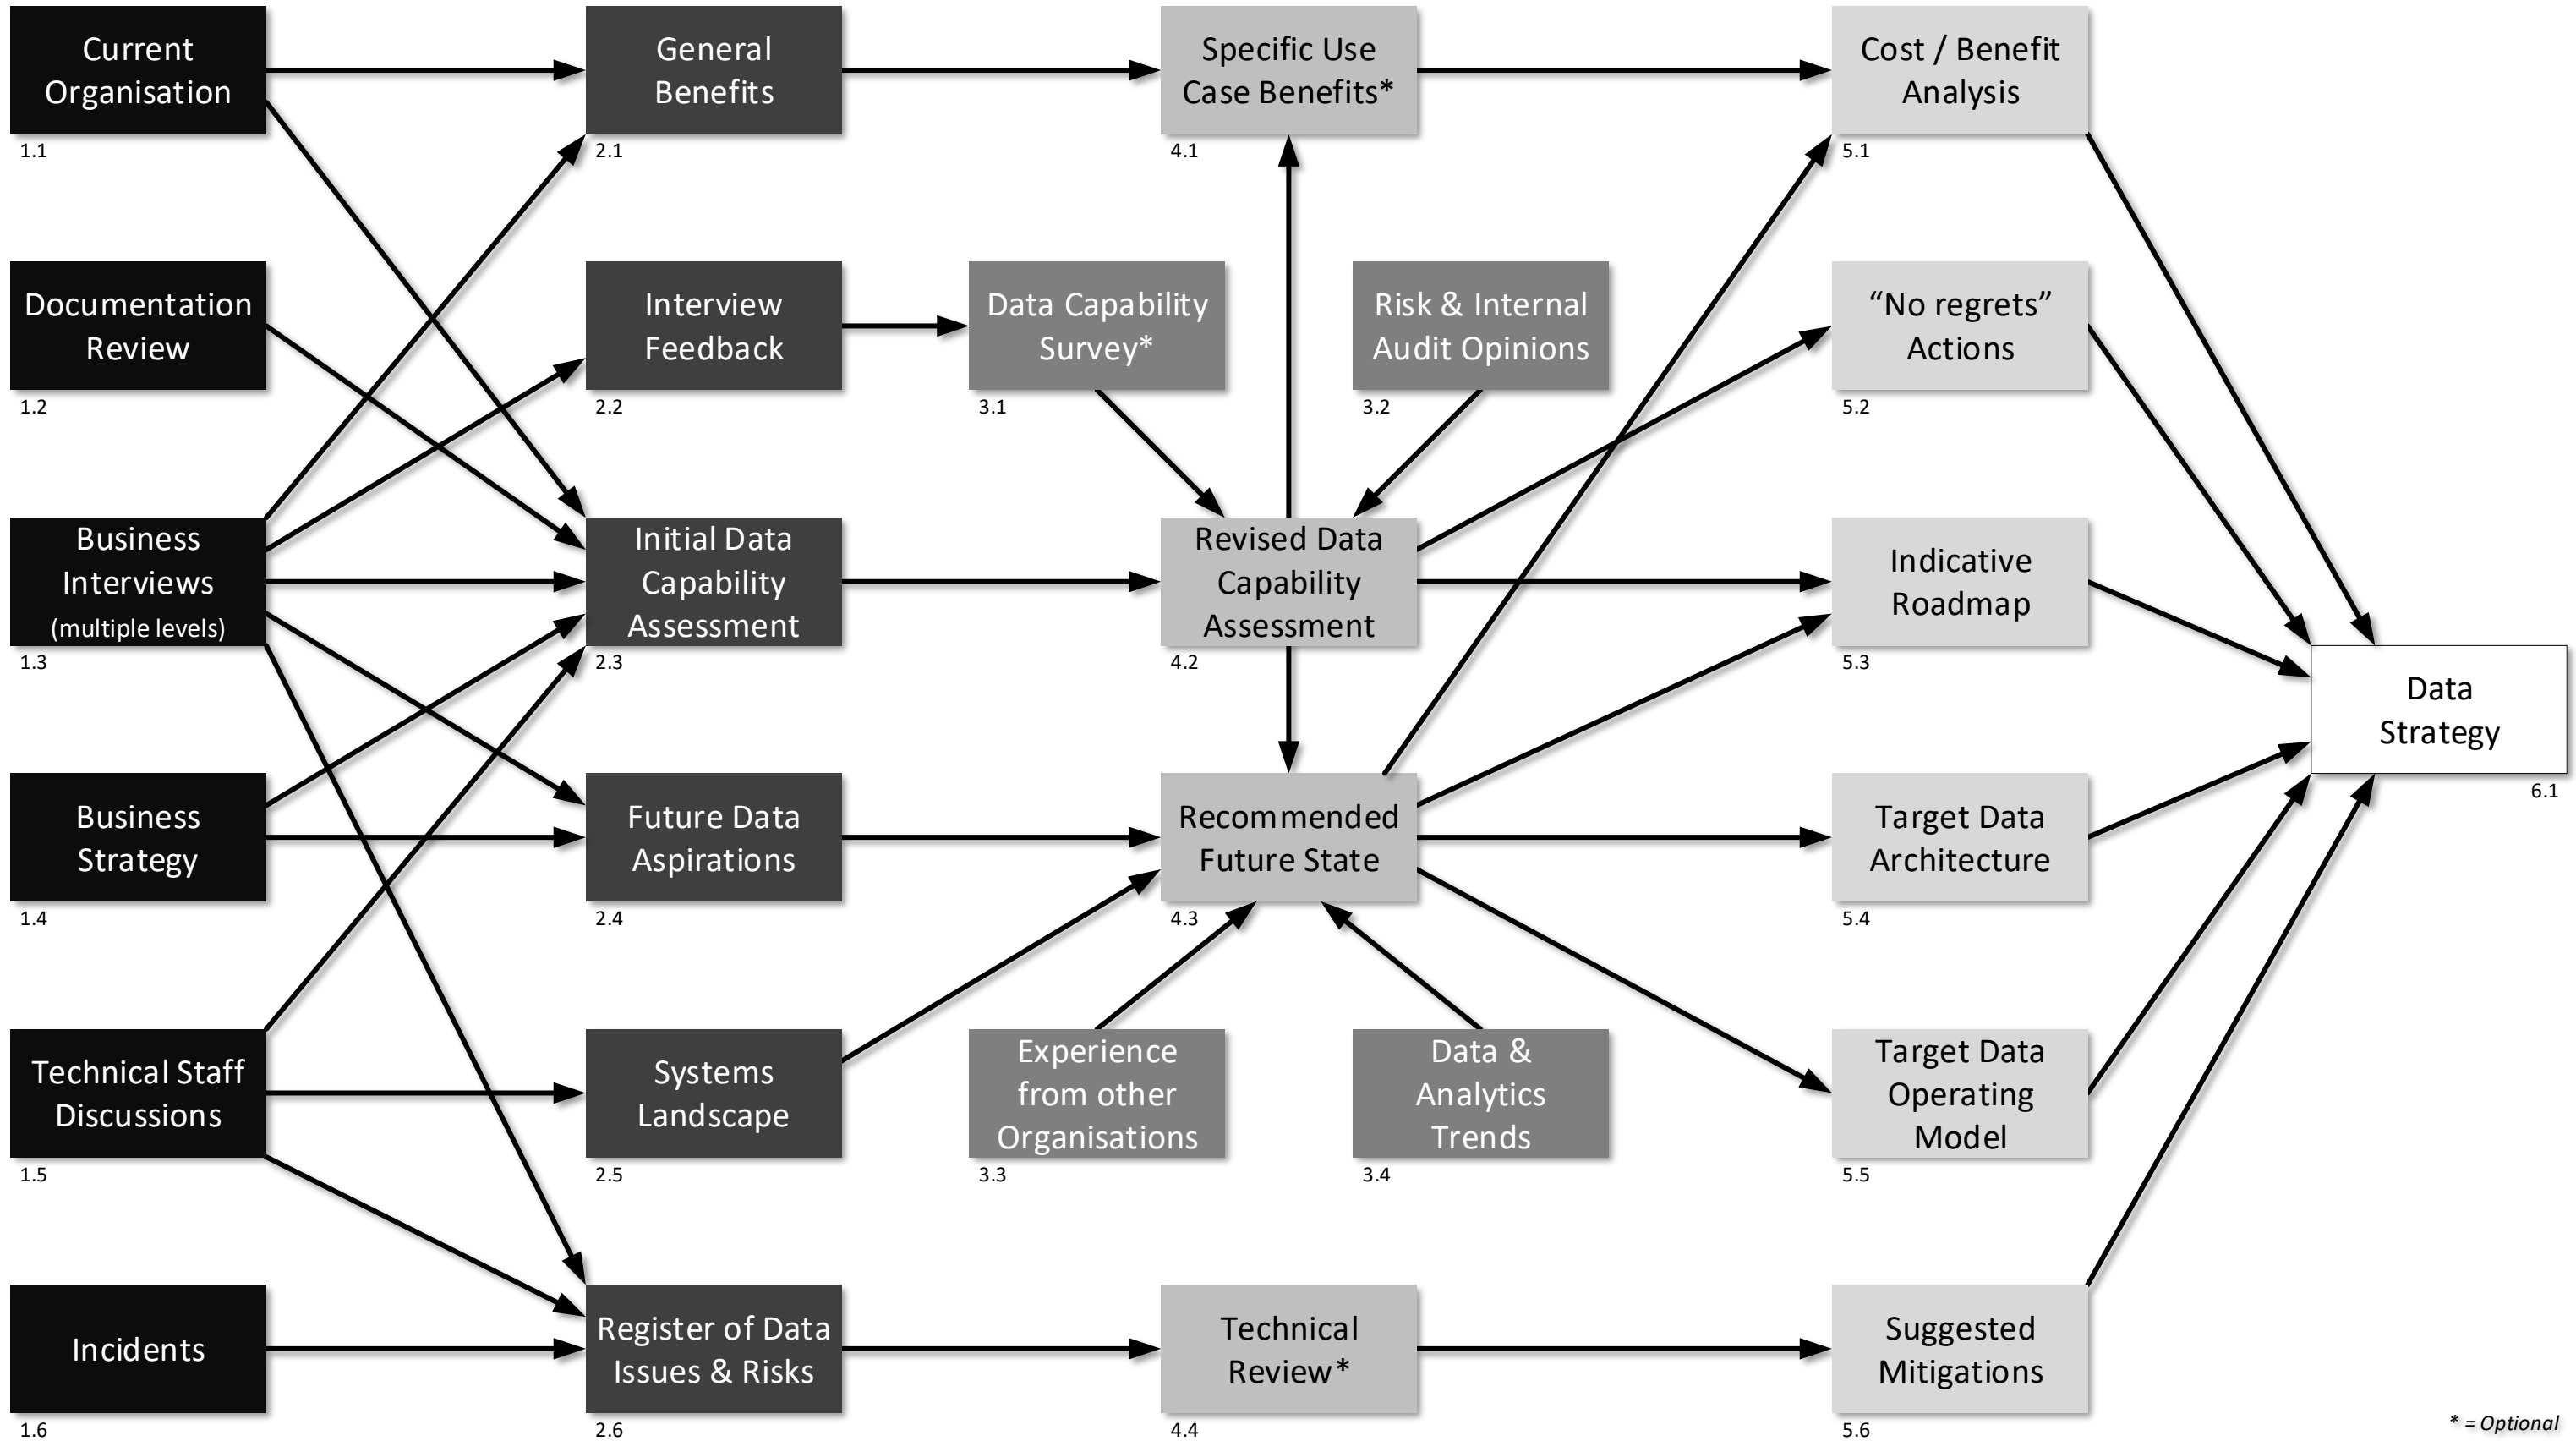 Current
Organisation
1.1
General
Benefits
2.1
Specific Use
Case Benefits*
4.1
Cost / Benefit
Analysis
5.1
Documentation
Review
1.2
Interview
Feedback
2.2
Data Capability
Survey*
3.1
Risk & Internal
Audit Opinions
3.2
“No regrets”
Actions
5.2
Business
Interviews
(multiple levels)
1.3
Initial Data
Capability
Assessment
2.3
Revised Data
Capability
Assessment
4.2
Indicative
Roadmap
5.3
Data
Strategy
6.1
Business
Strategy
1.4
Future Data
Aspirations
2.4
Recommended
Future State
4.3
Target Data
Architecture
5.4
Technical Staff
Discussions
1.5
Systems
Landscape
2.5
Experience
from other
Organisations
3.3
Data &
Analytics
Trends
3.4
Target Data
Operating
Model
5.5
Incidents
1.6
Register of Data
Issues & Risks
2.6
Technical
Review*
4.4
Suggested
Mitigations
5.6
* = Optional